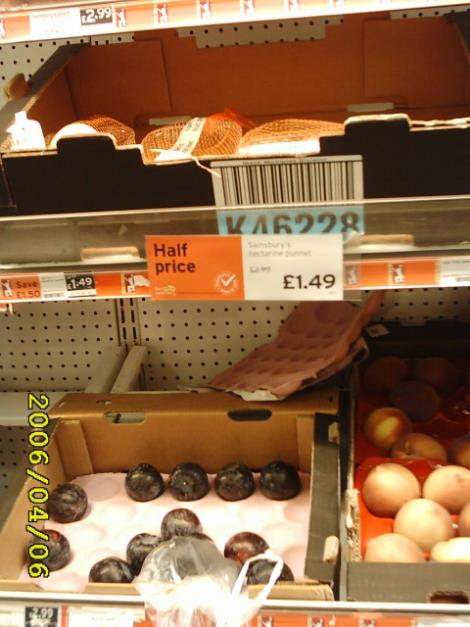 £2.99
K46228
Half
price
Sainsbury's
nectarine punnet
£2.99
£1.49
Save
£1.50
£1.49
2006/04/06
2.99